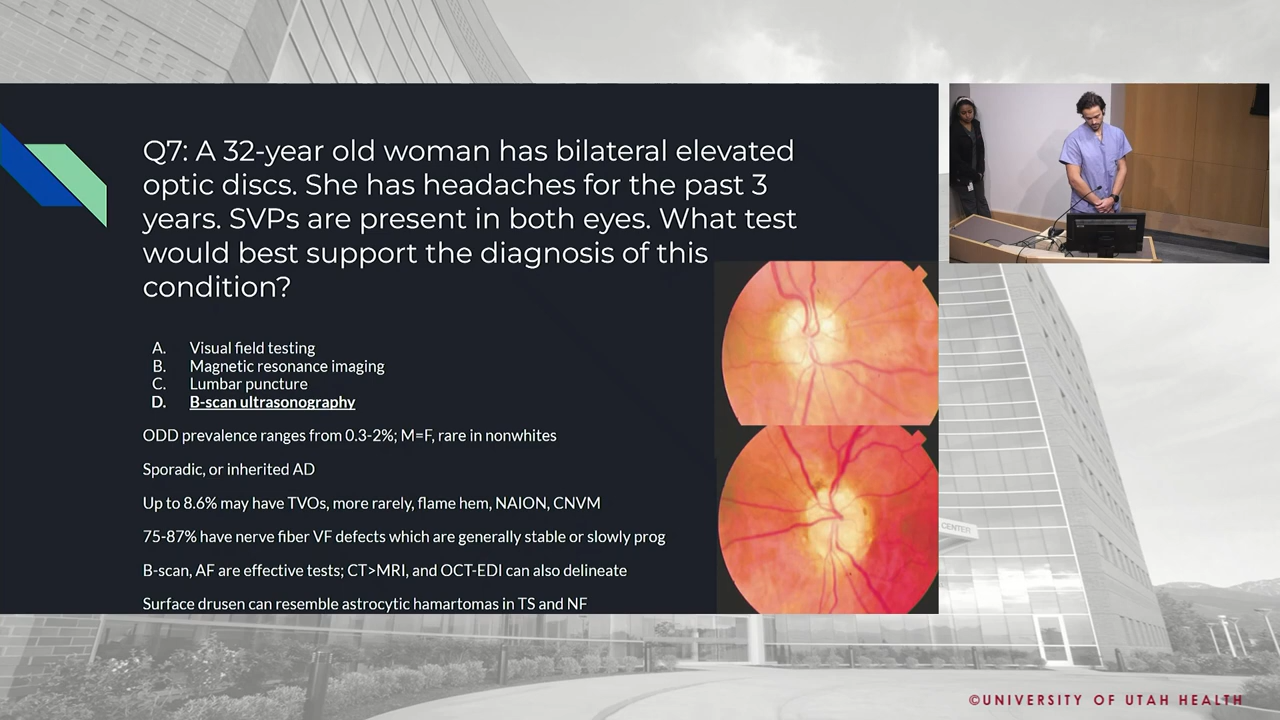 Q7: A 32-year old woman has bilateral elevated
optic discs. She has headaches for the past 3
years. SVPs are present in both eyes. What test
would best support the diagnosis of this
condition?
A. Visual field testing
B. Magnetic resonance imaging
C. Lumbar puncture
D. B-scan ultrasonography
ODD prevalence ranges from 0.3-2%; M=F, rare in nonwhites
Sporadic, or inherited AD
Up to 8.6% may have TVOs, more rarely, flame hem, NAION, CNVM
75-87% have nerve fiber VF defects which are generally stable or slowly prog
B-scan, AF are effective tests; CT>MRI, and OCT-EDI can also delineate
Surface drusen can resemble astrocytic hamartomas in TS and NF
CENTER
©UNIVERSITY OF UTAH HEALTH